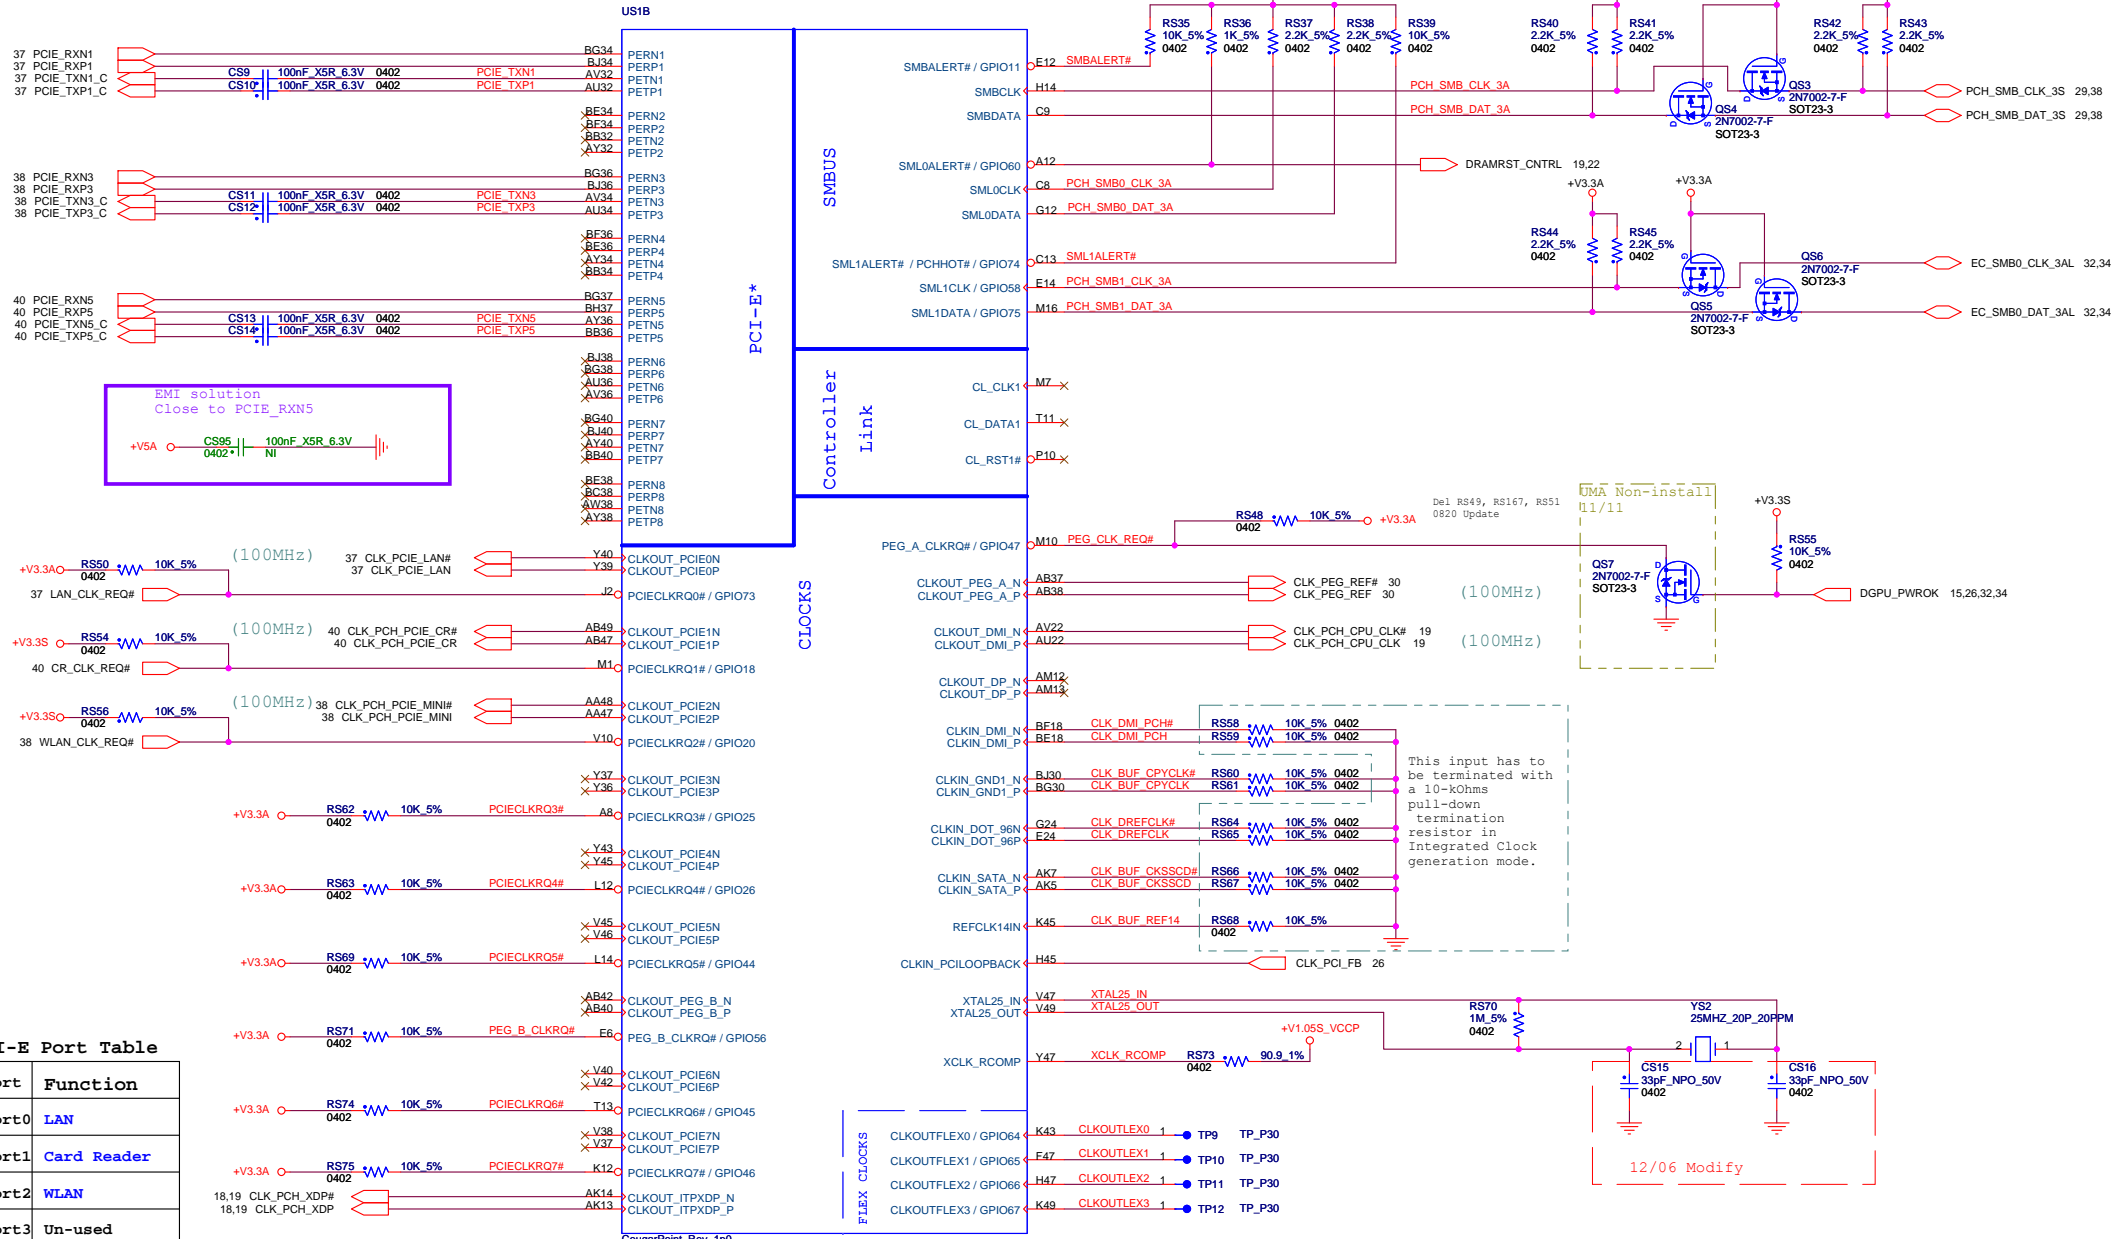 US1B
37 PCIE_RXN1
37 PCIE_RXP1
37 PCIE_TXN1_C
37 PCIE_TXP1_C
CS9 100nF_X5R_6.3V 0402 PCIE_TXN1
CS10 100nF_X5R_6.3V 0402 PCIE_TXP1
BG34 PERN1
BJ34 PERP1
AV32 PETN1
AU32 PETP1
BE34 PERN2
BF34 PERP2
BB32 PETN2
AY32 PETP2
38 PCIE_RXN3
38 PCIE_RXP3
38 PCIE_TXN3_C
38 PCIE_TXP3_C
CS11 100nF_X5R_6.3V 0402 PCIE_TXN3
CS12 100nF_X5R_6.3V 0402 PCIE_TXP3
BG36 PERN3
BJ36 PERP3
AV34 PETN3
AU34 PETP3
BF36 PERN4
BE36 PERP4
AY34 PETN4
BB34 PETP4
40 PCIE_RXN5
40 PCIE_RXP5
40 PCIE_TXN5_C
40 PCIE_TXP5_C
CS13 100nF_X5R_6.3V 0402 PCIE_TXN5
CS14 100nF_X5R_6.3V 0402 PCIE_TXP5
BG37 PERN5
BH37 PERP5
AY36 PETN5
BB36 PETP5
BJ38 PERN6
BG38 PERP6
AU36 PETN6
AV36 PETP6
BG40 PERN7
BJ40 PERP7
AY40 PETN7
BB40 PETP7
BE38 PERN8
BC38 PERP8
AW38 PETN8
AY38 PETP8
PCI-E*
EMI solution
Close to PCIE_RXN5
+V5A CS95 100nF_X5R_6.3V
0402 NI
SMBUS
Controller
Link
CLOCKS
FLEX CLOCKS
SMBALERT# / GPIO11 E12 SMBALERT#
SMBCLK H14 PCH_SMB_CLK_3A
SMBDATA C9 PCH_SMB_DAT_3A
SML0ALERT# / GPIO60 A12 DRAMRST_CNTRL 19,22
SML0CLK C8 PCH_SMB0_CLK_3A
SML0DATA G12 PCH_SMB0_DAT_3A
SML1ALERT# / PCHHOT# / GPIO74 C13 SML1ALERT#
SML1CLK / GPIO58 E14 PCH_SMB1_CLK_3A
SML1DATA / GPIO75 M16 PCH_SMB1_DAT_3A
RS35
10K_5%
0402
RS36
1K_5%
0402
RS37
2.2K_5%
0402
RS38
2.2K_5%
0402
RS39
10K_5%
0402
RS40
2.2K_5%
0402
RS41
2.2K_5%
0402
RS42
2.2K_5%
0402
RS43
2.2K_5%
0402
G D S
QS3
2N7002-7-F
SOT23-3
G D S
QS4
2N7002-7-F
SOT23-3
PCH_SMB_CLK_3S 29,38
PCH_SMB_DAT_3S 29,38
+V3.3A
+V3.3A
RS44
2.2K_5%
0402
RS45
2.2K_5%
0402
G S D
QS5
2N7002-7-F
SOT23-3
G S D
QS6
2N7002-7-F
SOT23-3
EC_SMB0_CLK_3AL 32,34
EC_SMB0_DAT_3AL 32,34
CL_CLK1 M7
CL_DATA1 T11
CL_RST1# P10
PEG_A_CLKRQ# / GPIO47 M10 PEG_CLK_REQ#
RS48 10K_5% +V3.3A
0402
Del RS49, RS167, RS51
0820 Update
UMA Non-install
11/11
QS7
2N7002-7-F
SOT23-3
D S G
+V3.3S
RS55
10K_5%
0402
DGPU_PWROK 15,26,32,34
CLKOUT_PEG_A_N AB37 CLK_PEG_REF# 30
CLKOUT_PEG_A_P AB38 CLK_PEG_REF 30
(100MHz)
CLKOUT_DMI_N AV22 CLK_PCH_CPU_CLK# 19
CLKOUT_DMI_P AU22 CLK_PCH_CPU_CLK 19
(100MHz)
CLKOUT_DP_N AM12
CLKOUT_DP_P AM13
CLKIN_DMI_N BF18 CLK_DMI_PCH# RS58 10K_5% 0402
CLKIN_DMI_P BE18 CLK_DMI_PCH RS59 10K_5% 0402
CLKIN_GND1_N BJ30 CLK_BUF_CPYCLK# RS60 10K_5% 0402
CLKIN_GND1_P BG30 CLK_BUF_CPYCLK RS61 10K_5% 0402
CLKIN_DOT_96N G24 CLK_DREFCLK# RS64 10K_5% 0402
CLKIN_DOT_96P E24 CLK_DREFCLK RS65 10K_5% 0402
CLKIN_SATA_N AK7 CLK_BUF_CKSSCD# RS66 10K_5% 0402
CLKIN_SATA_P AK5 CLK_BUF_CKSSCD RS67 10K_5% 0402
REFCLK14IN K45 CLK_BUF_REF14 RS68 10K_5%
0402
This input has to
be terminated with
a 10-kOhms
pull-down
termination
resistor in
Integrated Clock
generation mode.
CLKIN_PCILOOPBACK H45 CLK_PCI_FB 26
XTAL25_IN V47 XTAL25_IN
XTAL25_OUT V49 XTAL25_OUT
RS70
1M_5%
0402
YS2
25MHZ_20P_20PPM
2 1
XCLK_RCOMP Y47 XCLK_RCOMP RS73 90.9_1% +V1.05S_VCCP
0402
CS15
33pF_NPO_50V
0402
CS16
33pF_NPO_50V
0402
12/06 Modify
CLKOUTFLEX0 / GPIO64 K43 CLKOUTLEX0 1 TP9 TP_P30
CLKOUTFLEX1 / GPIO65 F47 CLKOUTLEX1 1 TP10 TP_P30
CLKOUTFLEX2 / GPIO66 H47 CLKOUTLEX2 1 TP11 TP_P30
CLKOUTFLEX3 / GPIO67 K49 CLKOUTLEX3 1 TP12 TP_P30
(100MHz) 37 CLK_PCIE_LAN# Y40 CLKOUT_PCIE0N
37 CLK_PCIE_LAN Y39 CLKOUT_PCIE0P
+V3.3A RS50 10K_5%
0402
37 LAN_CLK_REQ# J2 PCIECLKRQ0# / GPIO73
(100MHz) 40 CLK_PCH_PCIE_CR# AB49 CLKOUT_PCIE1N
40 CLK_PCH_PCIE_CR AB47 CLKOUT_PCIE1P
+V3.3S RS54 10K_5%
0402
40 CR_CLK_REQ# M1 PCIECLKRQ1# / GPIO18
(100MHz) 38 CLK_PCH_PCIE_MINI# AA48 CLKOUT_PCIE2N
38 CLK_PCH_PCIE_MINI AA47 CLKOUT_PCIE2P
+V3.3S RS56 10K_5%
0402
38 WLAN_CLK_REQ# V10 PCIECLKRQ2# / GPIO20
Y37 CLKOUT_PCIE3N
Y36 CLKOUT_PCIE3P
+V3.3A RS62 10K_5% PCIECLKRQ3# A8 PCIECLKRQ3# / GPIO25
0402
Y43 CLKOUT_PCIE4N
Y45 CLKOUT_PCIE4P
+V3.3A RS63 10K_5% PCIECLKRQ4# L12 PCIECLKRQ4# / GPIO26
0402
V45 CLKOUT_PCIE5N
V46 CLKOUT_PCIE5P
+V3.3A RS69 10K_5% PCIECLKRQ5# L14 PCIECLKRQ5# / GPIO44
0402
AB42 CLKOUT_PEG_B_N
AB40 CLKOUT_PEG_B_P
+V3.3A RS71 10K_5% PEG_B_CLKRQ# E6 PEG_B_CLKRQ# / GPIO56
0402
V40 CLKOUT_PCIE6N
V42 CLKOUT_PCIE6P
+V3.3A RS74 10K_5% PCIECLKRQ6# T13 PCIECLKRQ6# / GPIO45
0402
V38 CLKOUT_PCIE7N
V37 CLKOUT_PCIE7P
+V3.3A RS75 10K_5% PCIECLKRQ7# K12 PCIECLKRQ7# / GPIO46
0402
18,19 CLK_PCH_XDP# AK14 CLKOUT_ITPXDP_N
18,19 CLK_PCH_XDP AK13 CLKOUT_ITPXDP_P
I-E Port Table
ort Function
ort0 LAN
ort1 Card Reader
ort2 WLAN
ort3 Un-used